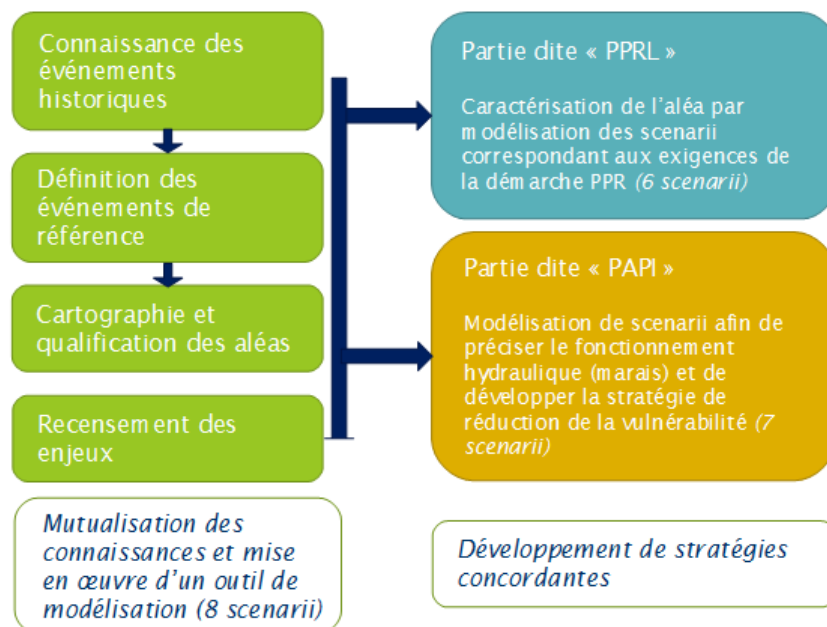 Connaissance des
événements
historiques
Définition des
événements de
référence
Cartographie et
qualification des aléas
Recensement des
enjeux
Mutualisation des
connaissances et mise
en œuvre d’un outil de
modélisation (8 scenarii)
Partie dite « PPRL »
Caractérisation de l’aléa par
modélisation des scenarii
correspondant aux exigences de
la démarche PPR (6 scenarii)
Partie dite « PAPI »
Modélisation de scenarii afin de
préciser le fonctionnement
hydraulique (marais) et de
développer la stratégie de
réduction de la vulnérabilité (7
scenarii)
Développement de stratégies
concordantes